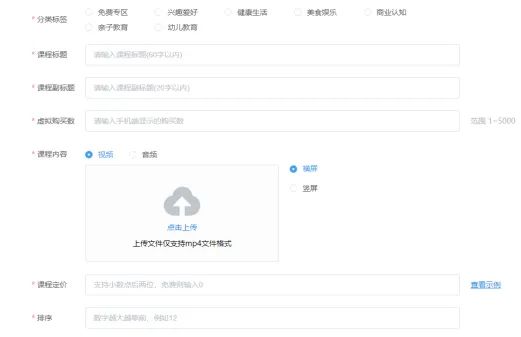 * 分类标签 免费专区 兴趣爱好 健康生活 美食娱乐 商业认知
亲子教育 幼儿教育
* 课程标题 请输入课程标题(60字以内)
* 课程副标题 请输入课程副标题(20字以内)
* 虚拟购买数 请输入手机端显示的购买数 范围 1~5000
* 课程内容 视频 音频
横屏
竖屏
点击上传
上传文件仅支持mp4文件格式
* 课程定价 支持小数点后两位，免费则输入0 查看示例
* 排序 数字越大越靠前，例如12